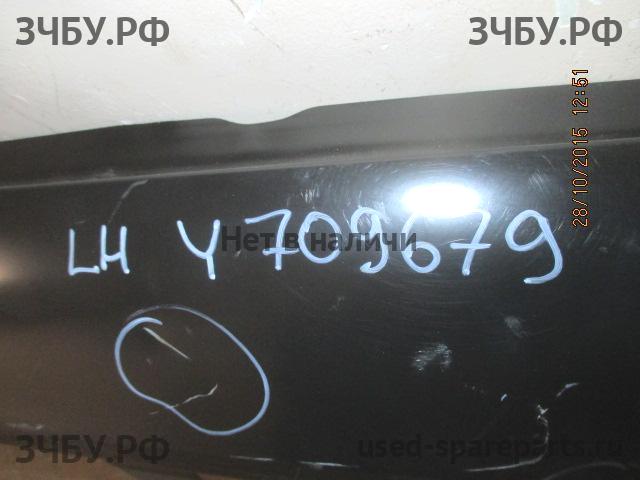 ЗЧБУ.РФ ЗЧБУ.РФ
28/10/2015 12:51
LH Y709679
Нет в наличи
ЗЧБУ.РФ used-spareparts.ru